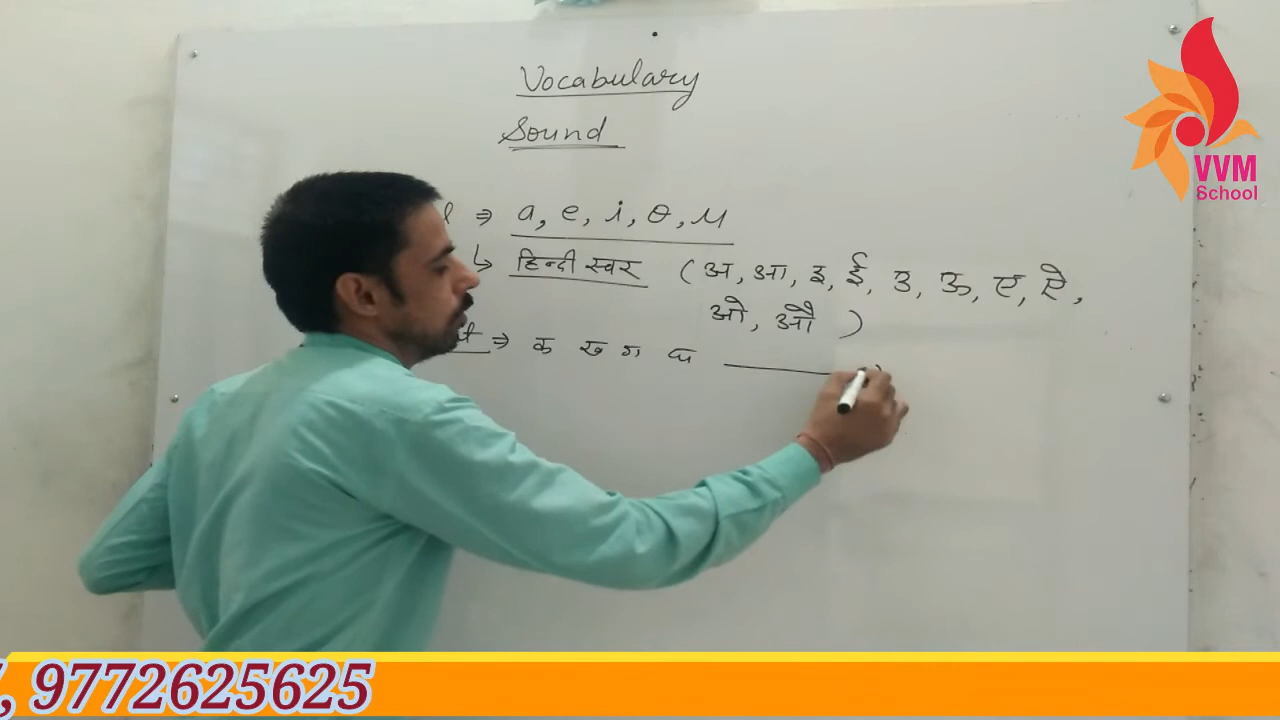 Vocabulary
Sound
⇒ a, e, i, o, u
↳ हिन्दी स्वर (अ, आ, इ, ई, उ, ऊ, ए, ऐ,
ओ, औ)
⇒ क ख ग घ
VVM
School
, 9772625625